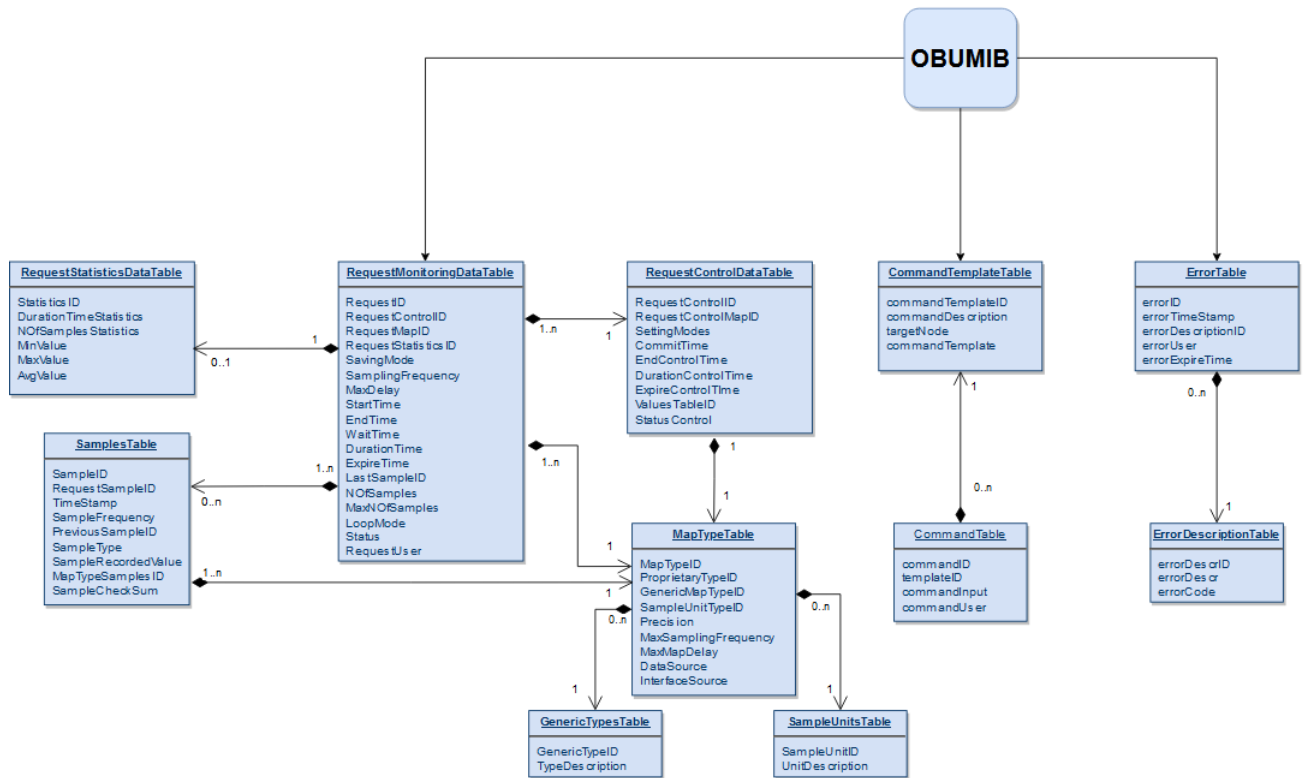 OBUMIB
RequestStatisticsDataTable
StatisticsID
DurationTimeStatistics
NOfSamplesStatistics
MinValue
MaxValue
AvgValue
1
0..1
RequestMonitoringDataTable
RequestID
RequestControlID
RequestMapID
RequestStatisticsID
SavingMode
SamplingFrequency
MaxDelay
StartTime
EndTime
WaitTime
DurationTime
ExpireTime
LastSampleID
NOfSamples
MaxNOfSamples
LoopMode
Status
RequestUser
1..n
1
RequestControlDataTable
RequestControlID
RequestControlMapID
SettingModes
CommitTime
EndControlTime
DurationControlTime
ExpireControlTIme
ValuesTableID
StatusControl
CommandTemplateTable
commandTemplateID
commandDescription
targetNode
commandTemplate
ErrorTable
errorID
errorTimeStamp
errorDescriptionID
errorUser
errorExpireTime
1
0..n
SamplesTable
SampleID
RequestSampleID
TimeStamp
SampleFrequency
PreviousSampleID
SampleType
SampleRecordedValue
MapTypeSamplesID
SampleCheckSum
1..n
0..n
1..n
1..n
1
1
1
1
MapTypeTable
MapTypeID
ProprietaryTypeID
GenericMapTypeID
SampleUnitTypeID
Precision
MaxSamplingFrequency
MaxMapDelay
DataSource
InterfaceSource
0..n
CommandTable
commandID
templateID
commandInput
commandUser
1
ErrorDescriptionTable
errorDescrID
errorDescr
errorCode
0..n
0..n
1
1
GenericTypesTable
GenericTypeID
TypeDescription
SampleUnitsTable
SampleUnitID
UnitDescription